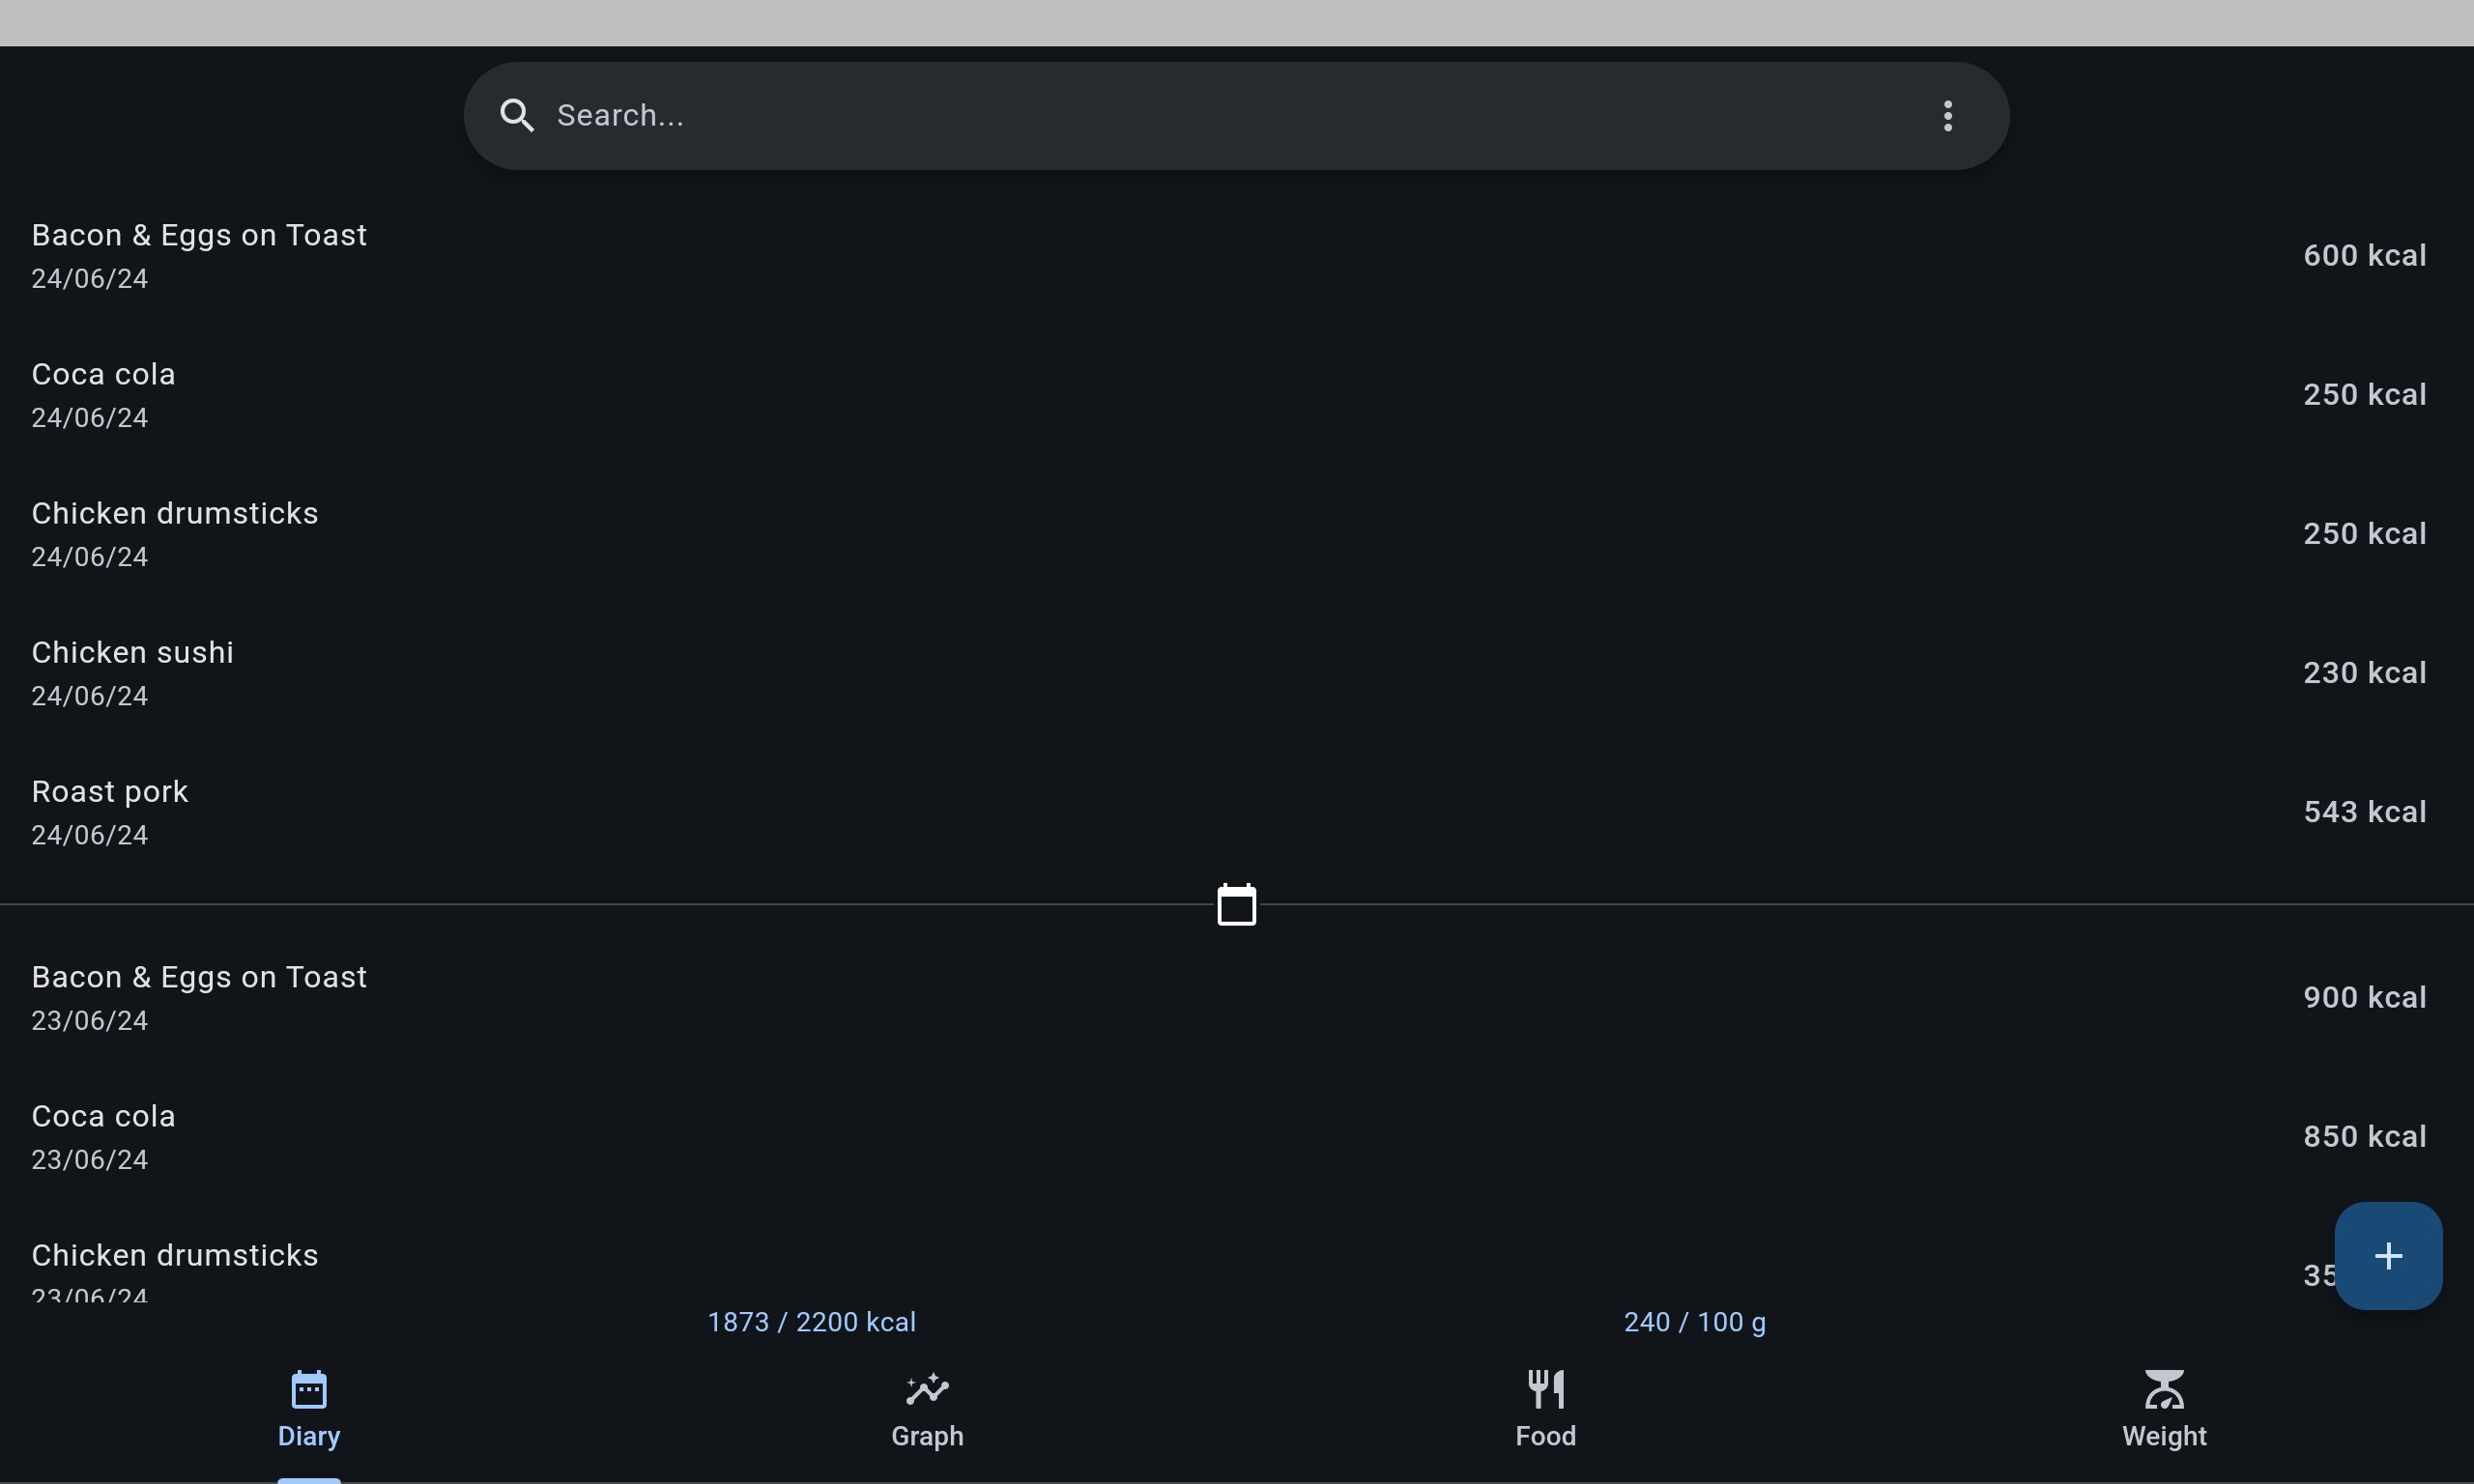 Search...
Bacon & Eggs on Toast
24/06/24
600 kcal
Coca cola
24/06/24
250 kcal
Chicken drumsticks
24/06/24
250 kcal
Chicken sushi
24/06/24
230 kcal
Roast pork
24/06/24
543 kcal
Bacon & Eggs on Toast
23/06/24
900 kcal
Coca cola
23/06/24
850 kcal
Chicken drumsticks
23/06/24
35
1873 / 2200 kcal
240 / 100 g
Diary
Graph
Food
Weight